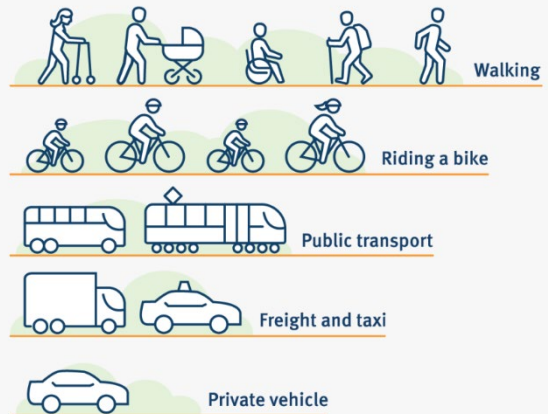 Walking
Riding a bike
Public transport
Freight and taxi
Private vehicle